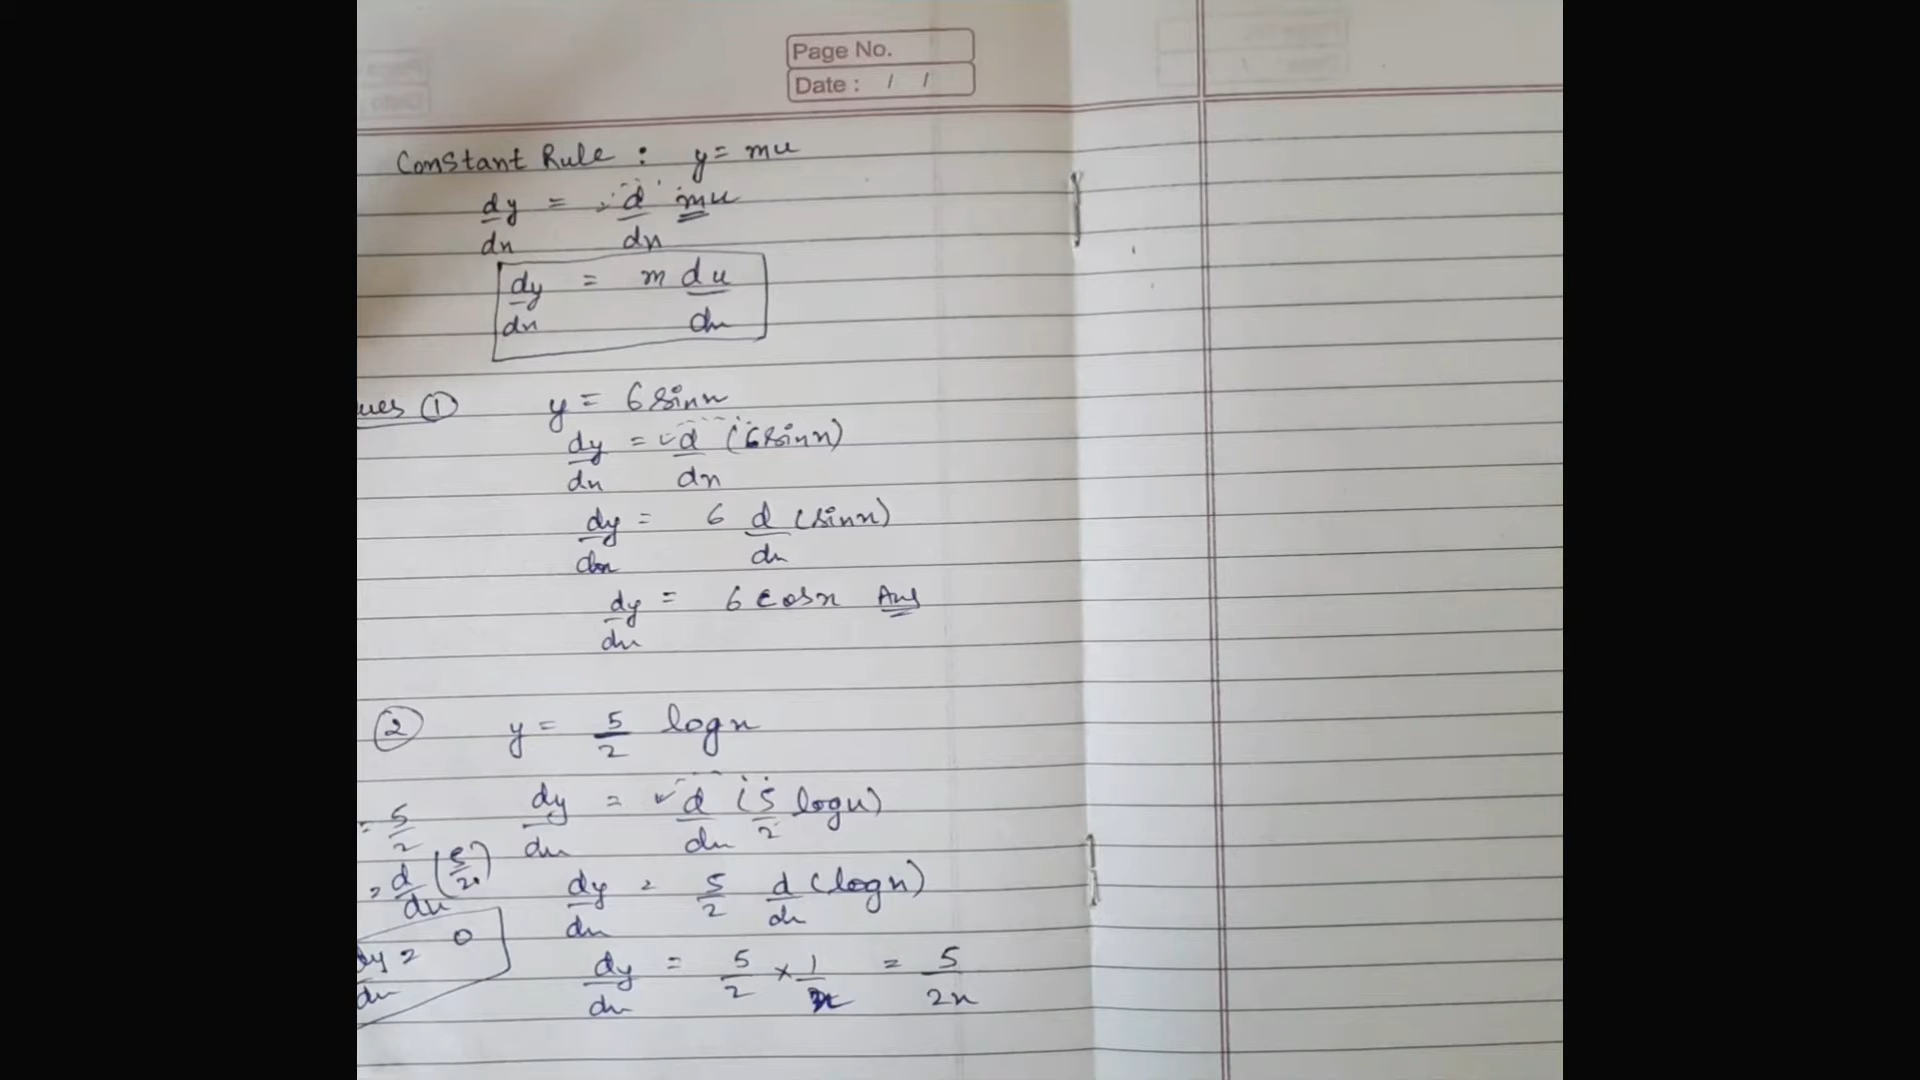 Page No.
Date : / /
Constant Rule : y = mu
dy/dx = d/dx mu
dy/dx = m du/dx
ues ① y = 6 sinx
dy/dx = d/dx (6sinx)
dy/dx = 6 d/dx (sinx)
dy/dx = 6 cosx Ans
② y = 5/2 logx
= 5/2
dy/dx = d/dx (5/2 logx)
= d/dx (5/2)
dy/dx = 5/2 d/dx (logx)
dy/dx = 0
dy/dx = 5/2 × 1/x = 5/2x